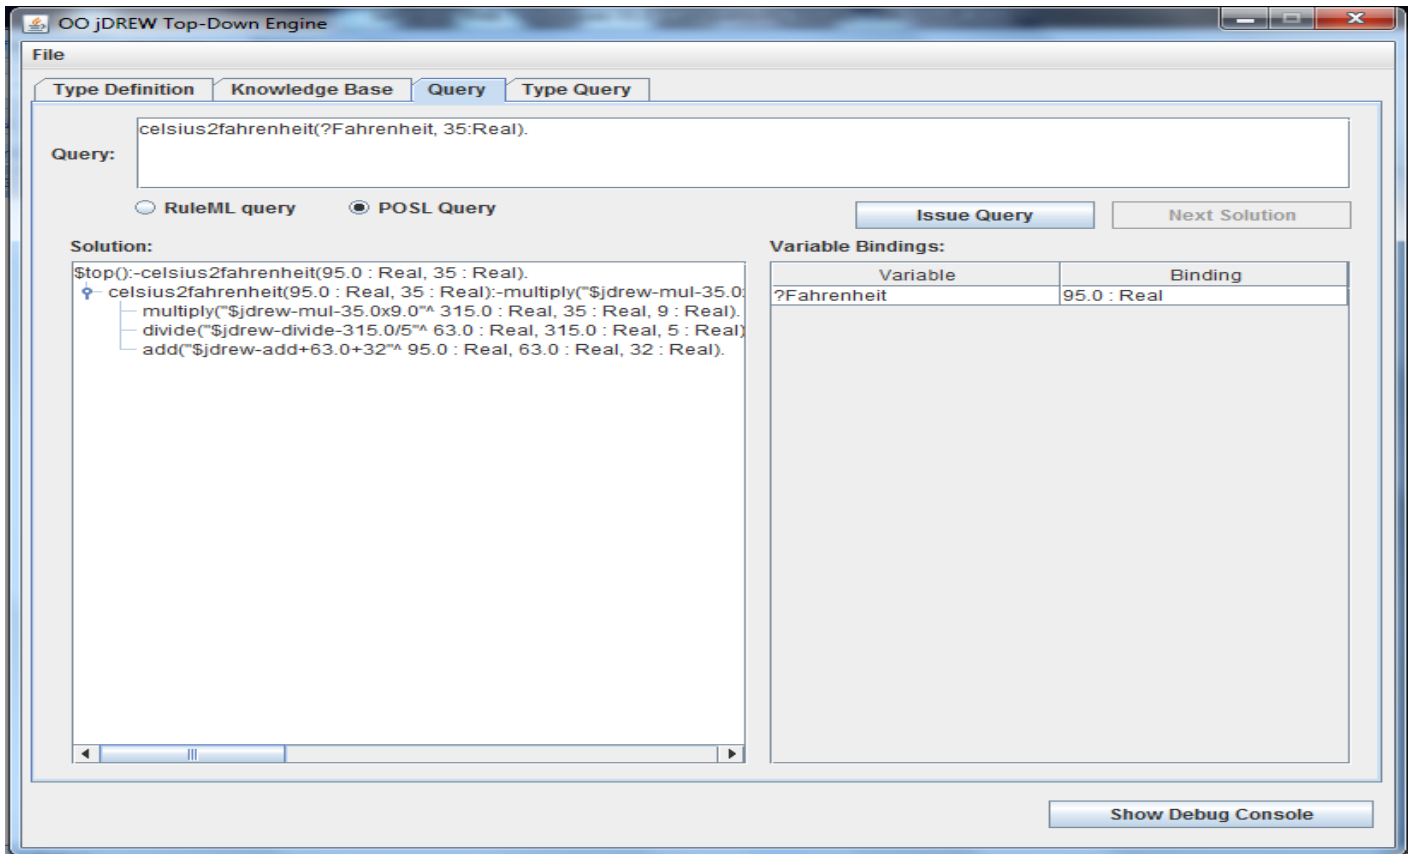 OO jDREW Top-Down Engine
File
Type Definition Knowledge Base Query Type Query
Query:
celsius2fahrenheit(?Fahrenheit, 35:Real).
RuleML query POSL Query Issue Query Next Solution
Solution: Variable Bindings:
$top():-celsius2fahrenheit(95.0 : Real, 35 : Real).
celsius2fahrenheit(95.0 : Real, 35 : Real):-multiply("$jdrew-mul-35.0:
multiply("$jdrew-mul-35.0x9.0"^ 315.0 : Real, 35 : Real, 9 : Real).
divide("$jdrew-divide-315.0/5"^ 63.0 : Real, 315.0 : Real, 5 : Real)
add("$jdrew-add+63.0+32"^ 95.0 : Real, 63.0 : Real, 32 : Real).
Variable Binding
?Fahrenheit 95.0 : Real
Show Debug Console